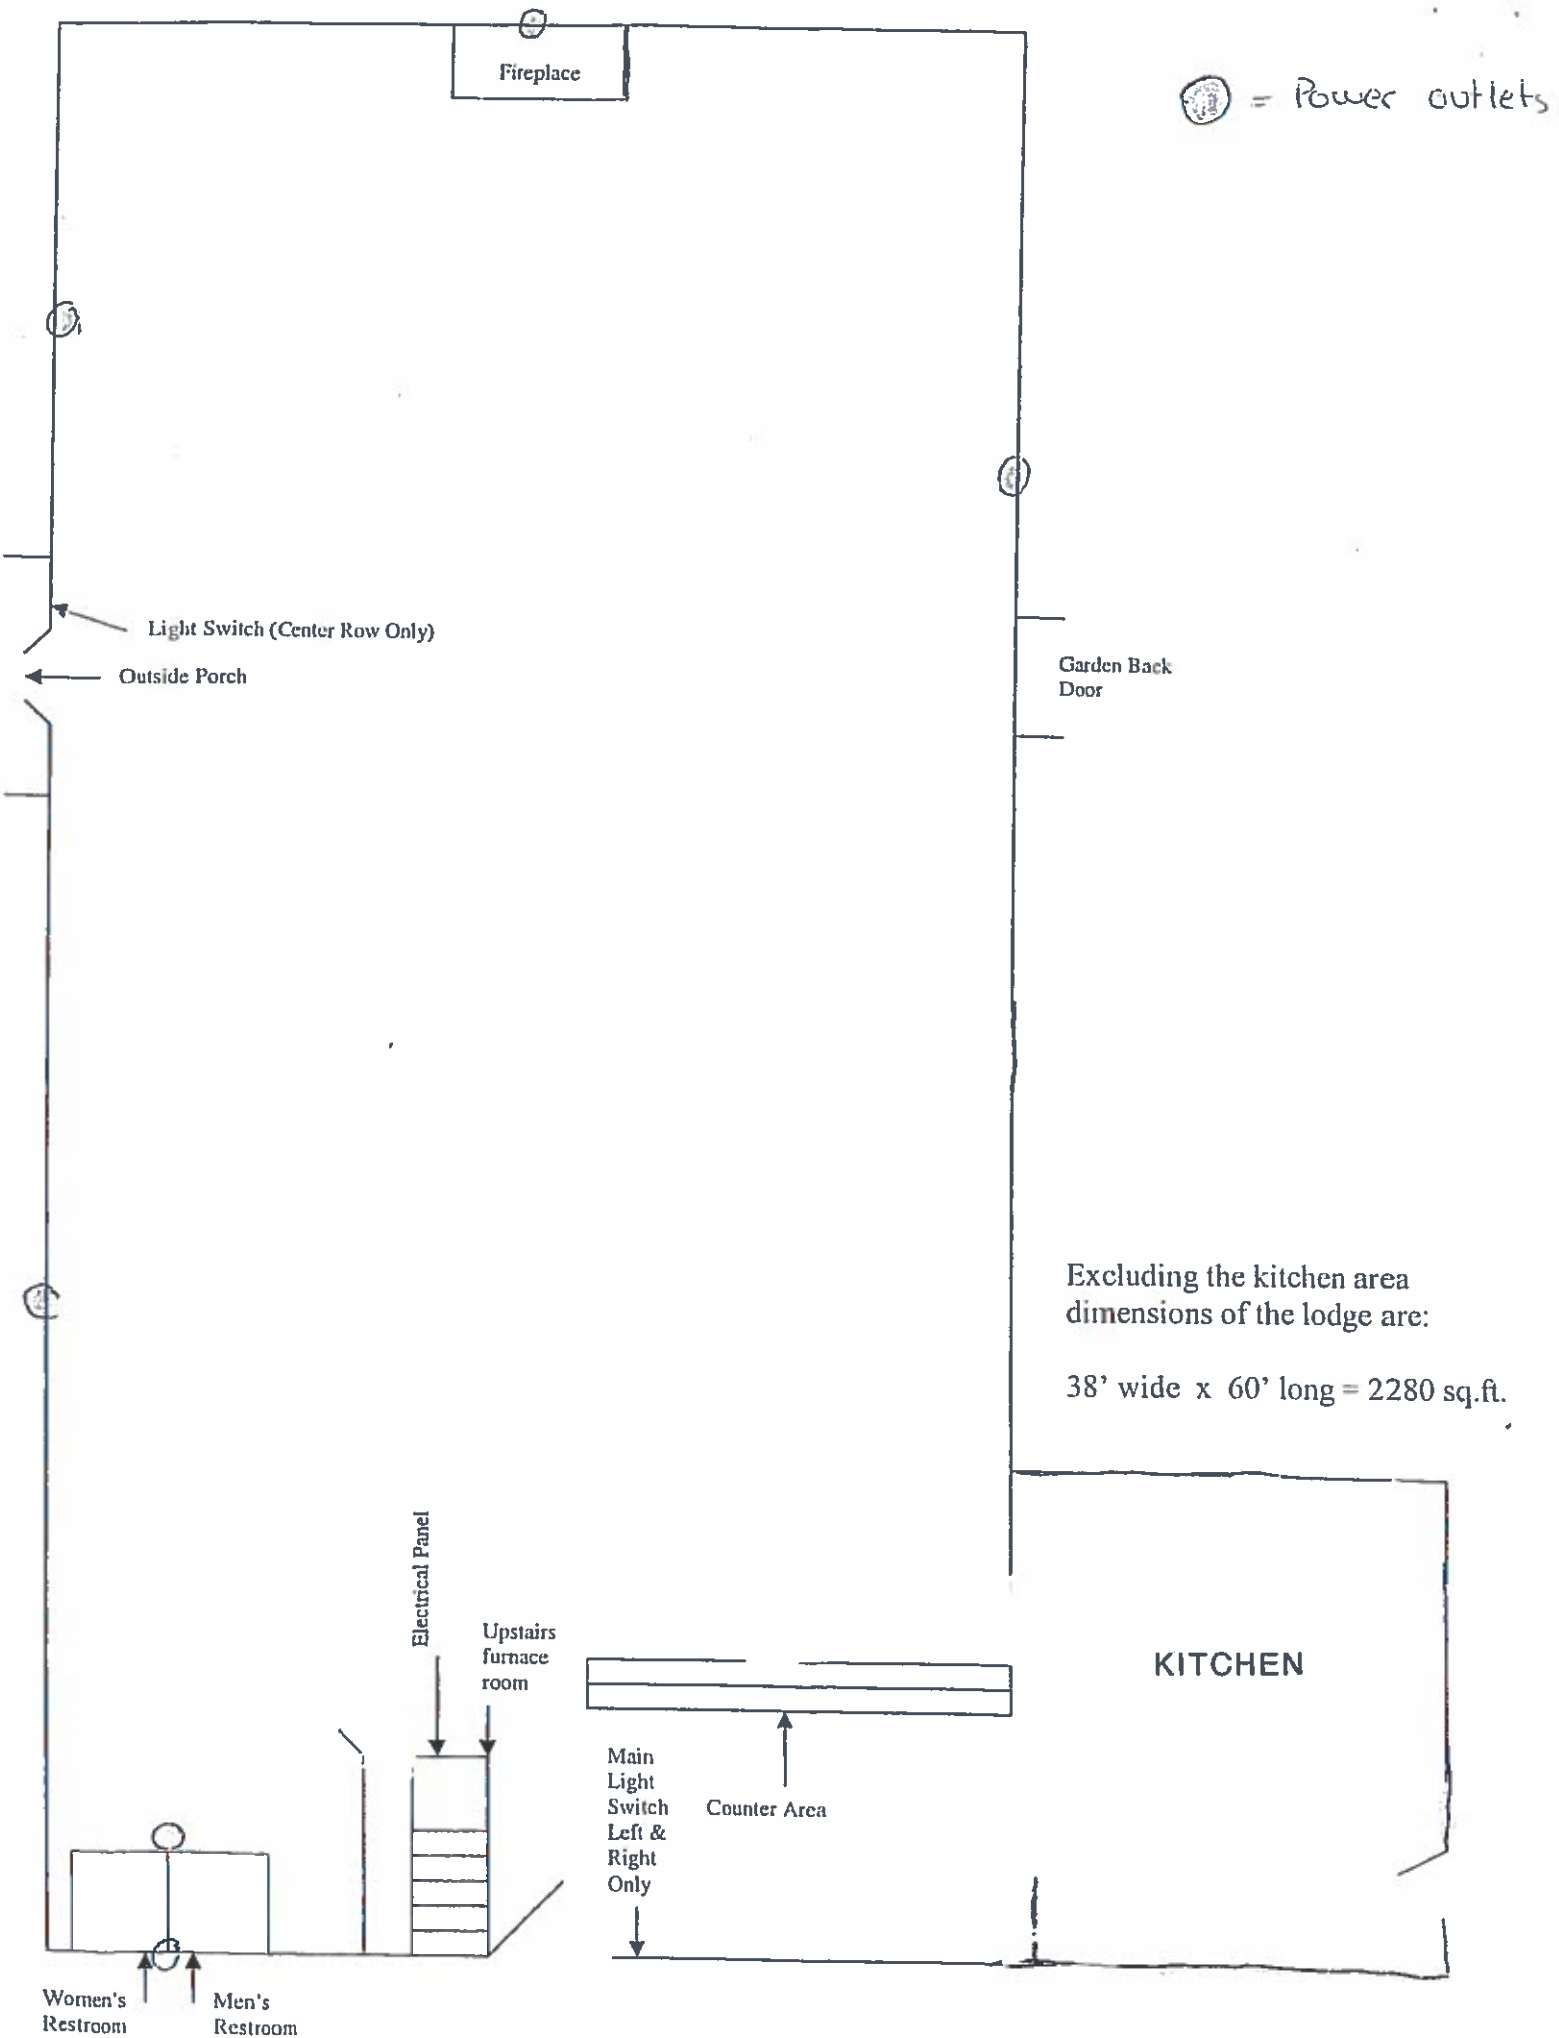 Fireplace
= Power outlets
Light Switch (Center Row Only)
Outside Porch
Garden Back
Door
Excluding the kitchen area
dimensions of the lodge are:
38’ wide x 60’ long = 2280 sq.ft.
Electrical Panel
Upstairs
furnace
room
KITCHEN
Main
Light
Switch
Left &
Right
Only
Counter Area
Women's
Restroom
Men's
Restroom